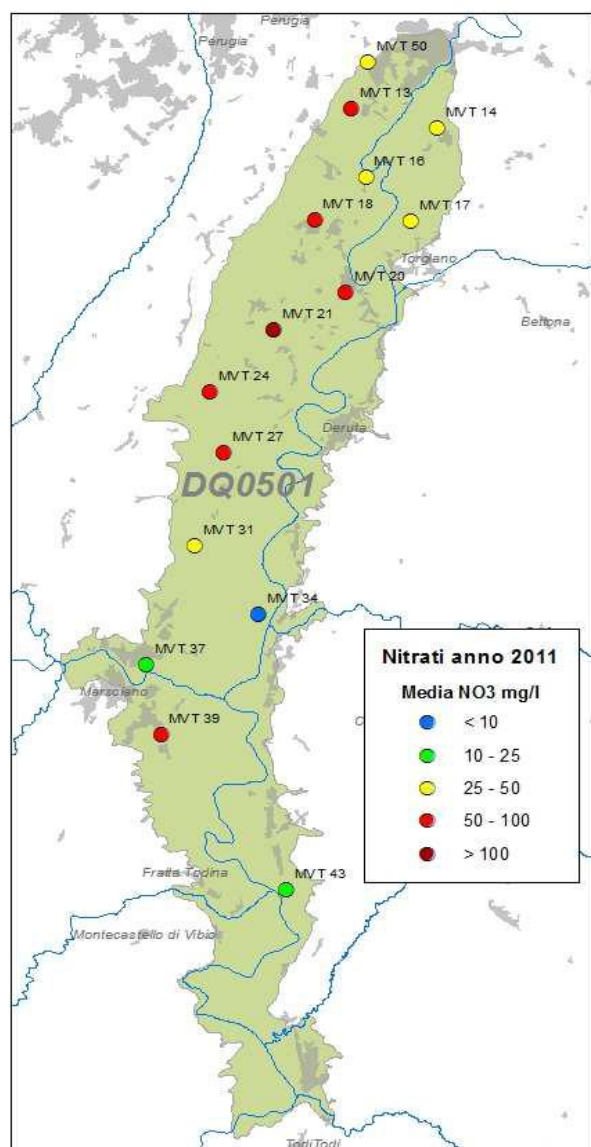 Perugia
Perugia
MVT 50
MVT 13
MVT 14
MVT 16
MVT 18
MVT 17
Torgiano
MVT 20
MVT 21
Bettona
MVT 24
Deruta
MVT 27
DQ0501
MVT 31
MVT 34
MVT 37
Marsciano
MVT 39
Nitrati anno 2011
Media NO3 mg/l
< 10
10 - 25
25 - 50
50 - 100
> 100
Fratta Todina
MVT 43
Montecastello di Vibio
TodiTodi